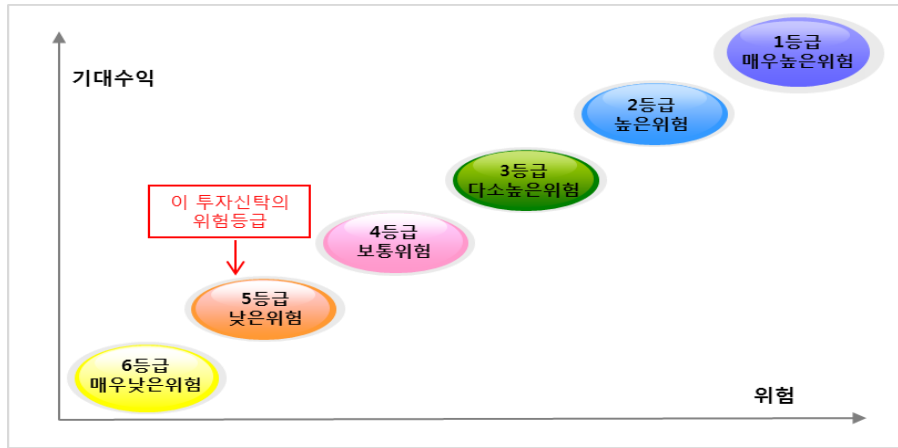 1등급
매우높은위험
기대수익
2등급
높은위험
3등급
다소높은위험
이 투자신탁의
위험등급
4등급
보통위험
5등급
낮은위험
6등급
매우낮은위험
위험